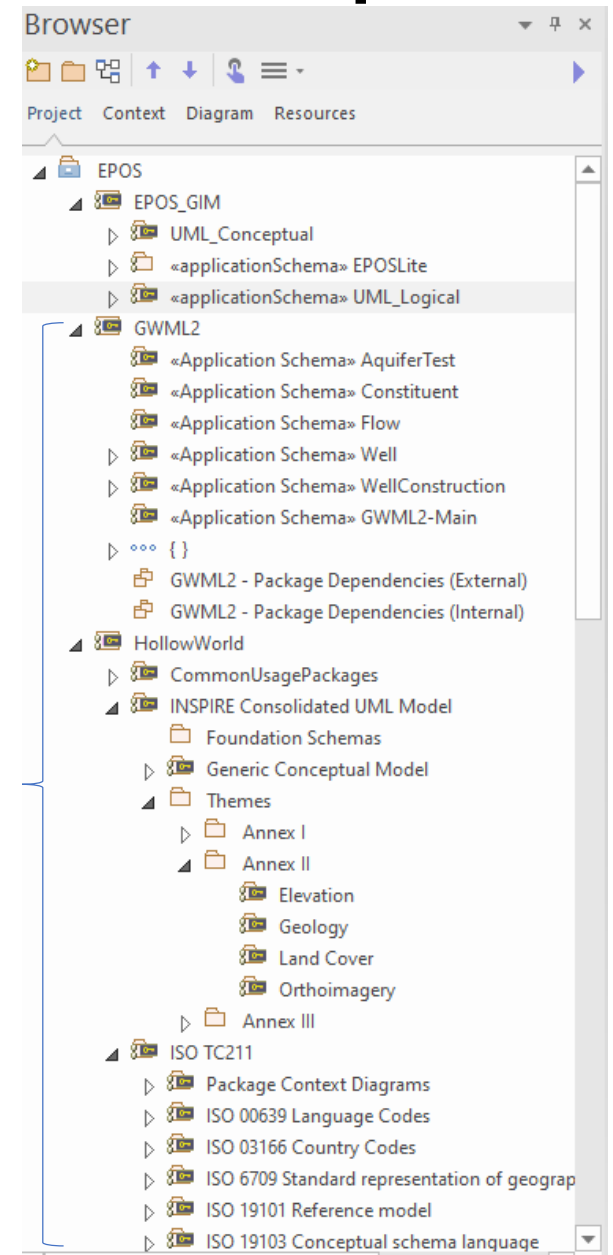 Browser
Project Context Diagram Resources
EPOS
EPOS_GIM
UML_Conceptual
«applicationSchema» EPOSLite
«applicationSchema» UML_Logical
GWML2
«Application Schema» AquiferTest
«Application Schema» Constituent
«Application Schema» Flow
«Application Schema» Well
«Application Schema» WellConstruction
«Application Schema» GWML2-Main
{ }
GWML2 - Package Dependencies (External)
GWML2 - Package Dependencies (Internal)
HollowWorld
CommonUsagePackages
INSPIRE Consolidated UML Model
Foundation Schemas
Generic Conceptual Model
Themes
Annex I
Annex II
Elevation
Geology
Land Cover
Orthoimagery
Annex III
ISO TC211
Package Context Diagrams
ISO 00639 Language Codes
ISO 03166 Country Codes
ISO 6709 Standard representation of geograp
ISO 19101 Reference model
ISO 19103 Conceptual schema language